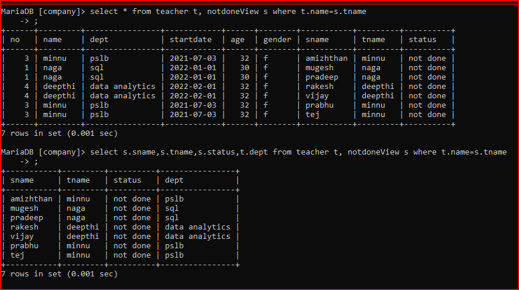 MariaDB [company]> select * from teacher t, notdoneView s where t.name=s.tname
    -> ;
+----+---------+----------------+------------+-----+--------+-----------+---------+----------+
| no | name    | dept           | startdate  | age | gender | sname     | tname   | status   |
+----+---------+----------------+------------+-----+--------+-----------+---------+----------+
|  3 | minnu   | pslb           | 2021-07-03 |  32 | f      | amizhthan | minnu   | not done |
|  1 | naga    | sql            | 2022-01-01 |  30 | f      | mugesh    | naga    | not done |
|  1 | naga    | sql            | 2022-01-01 |  30 | f      | pradeep   | naga    | not done |
|  4 | deepthi | data analytics | 2022-02-01 |  32 | f      | rakesh    | deepthi | not done |
|  4 | deepthi | data analytics | 2022-02-01 |  32 | f      | vijay     | deepthi | not done |
|  3 | minnu   | pslb           | 2021-07-03 |  32 | f      | prabhu    | minnu   | not done |
|  3 | minnu   | pslb           | 2021-07-03 |  32 | f      | tej       | minnu   | not done |
+----+---------+----------------+------------+-----+--------+-----------+---------+----------+
7 rows in set (0.001 sec)
MariaDB [company]> select s.sname,s.tname,s.status,t.dept from teacher t, notdoneView s where t.name=s.tname
    -> ;
+-----------+---------+----------+----------------+
| sname     | tname   | status   | dept           |
+-----------+---------+----------+----------------+
| amizhthan | minnu   | not done | pslb           |
| mugesh    | naga    | not done | sql            |
| pradeep   | naga    | not done | sql            |
| rakesh    | deepthi | not done | data analytics |
| vijay     | deepthi | not done | data analytics |
| prabhu    | minnu   | not done | pslb           |
| tej       | minnu   | not done | pslb           |
+-----------+---------+----------+----------------+
7 rows in set (0.001 sec)